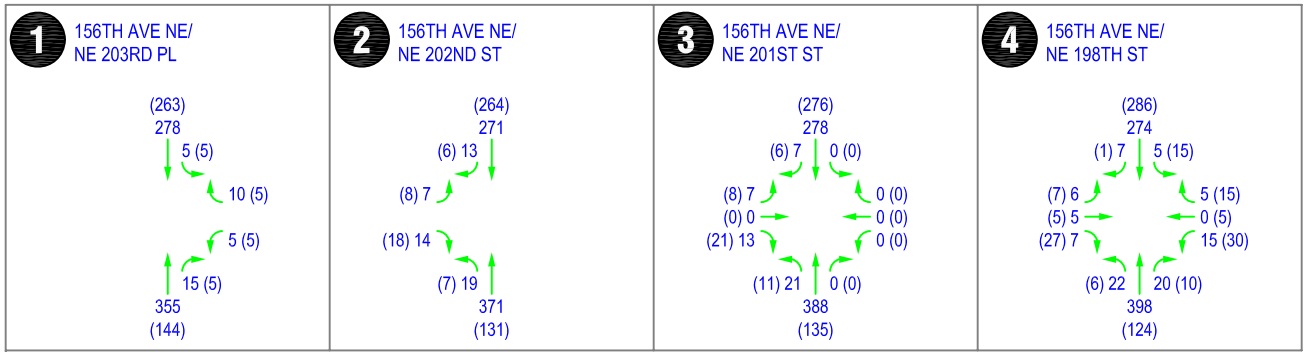 1
156TH AVE NE/
NE 203RD PL
(263)
278
5 (5)
10 (5)
5 (5)
15 (5)
355
(144)
2
156TH AVE NE/
NE 202ND ST
(264)
271
(6) 13
(8) 7
(18) 14
(7) 19
371
(131)
3
156TH AVE NE/
NE 201ST ST
(276)
278
(6) 7 0 (0)
(8) 7 0 (0)
(0) 0 0 (0)
(21) 13 0 (0)
(11) 21 0 (0)
388
(135)
4
156TH AVE NE/
NE 198TH ST
(286)
274
(1) 7 5 (15)
(7) 6 5 (15)
(5) 5 0 (5)
(27) 7 15 (30)
(6) 22 20 (10)
398
(124)